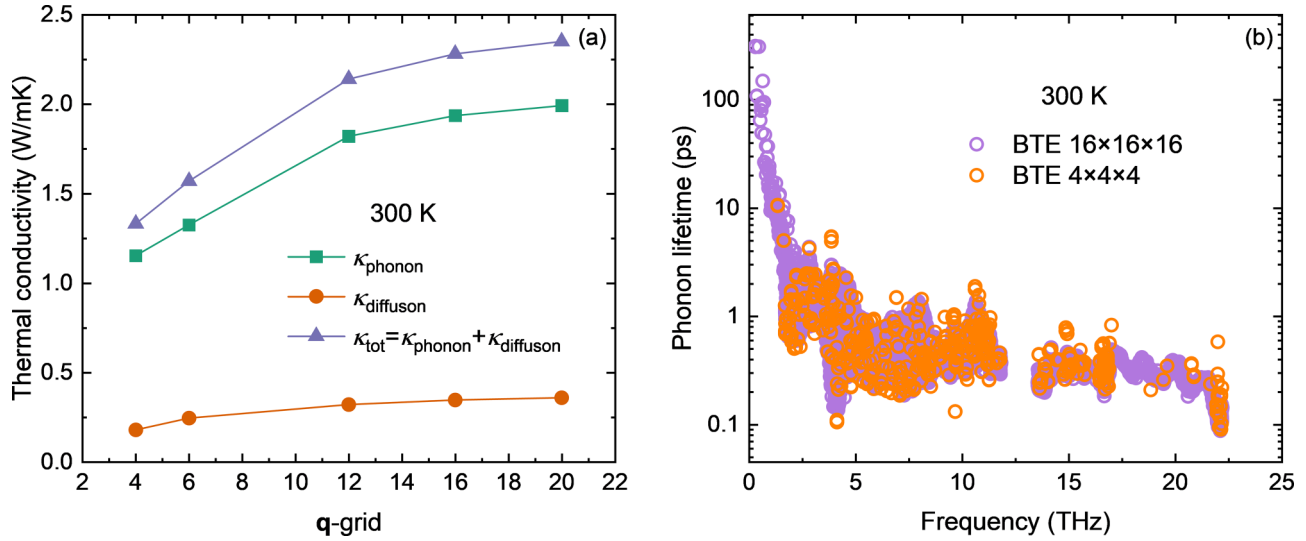 (a)
Thermal conductivity (W/mK)
2.5
2.0
1.5
1.0
0.5
0.0
300 K
κphonon
κdiffuson
κtot=κphonon+κdiffuson
2 4 6 8 10 12 14 16 18 20 22
q-grid
(b)
Phonon lifetime (ps)
100
10
1
0.1
300 K
BTE 16×16×16
BTE 4×4×4
0 5 10 15 20 25
Frequency (THz)